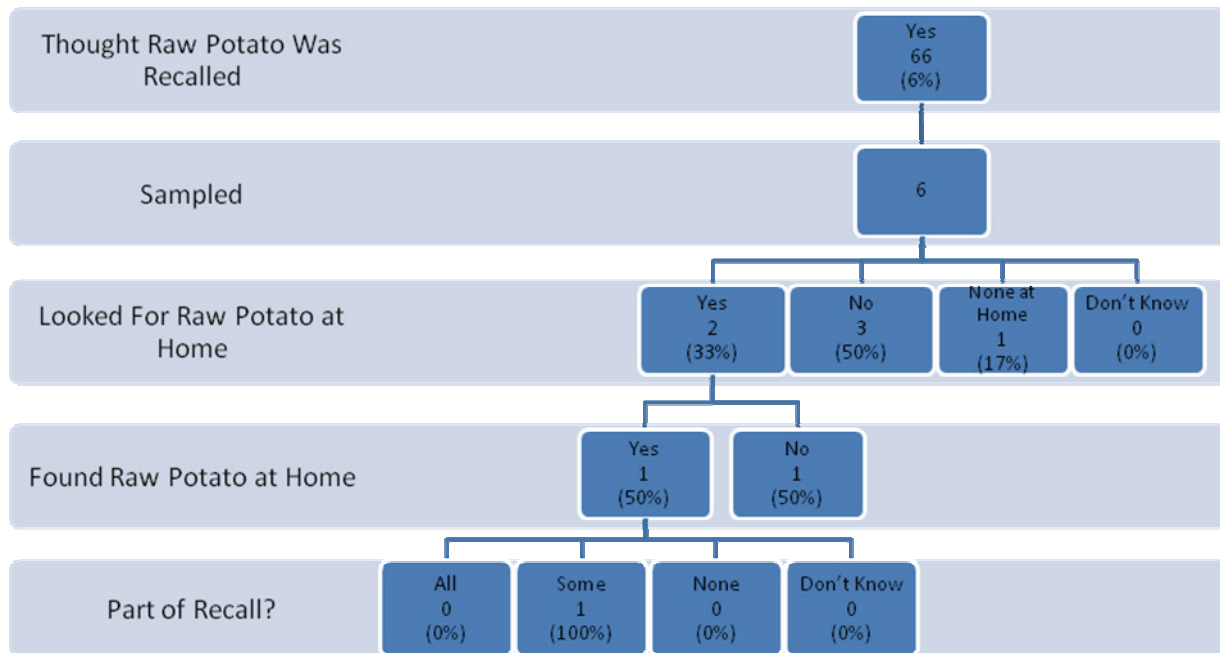 Thought Raw Potato Was
Recalled
Yes
66
(6%)
Sampled
6
Looked For Raw Potato at
Home
Yes
2
(33%)
No
3
(50%)
None at
Home
1
(17%)
Don't Know
0
(0%)
Found Raw Potato at Home
Yes
1
(50%)
No
1
(50%)
Part of Recall?
All
0
(0%)
Some
1
(100%)
None
0
(0%)
Don't Know
0
(0%)